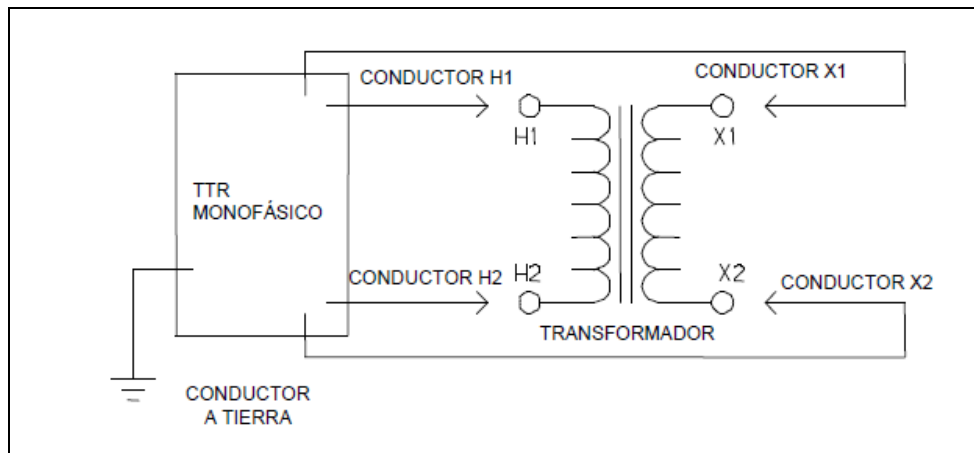 CONDUCTOR H1
CONDUCTOR X1
H1
X1
TTR
MONOFÁSICO
CONDUCTOR H2
H2
X2
CONDUCTOR X2
TRANSFORMADOR
CONDUCTOR
A TIERRA